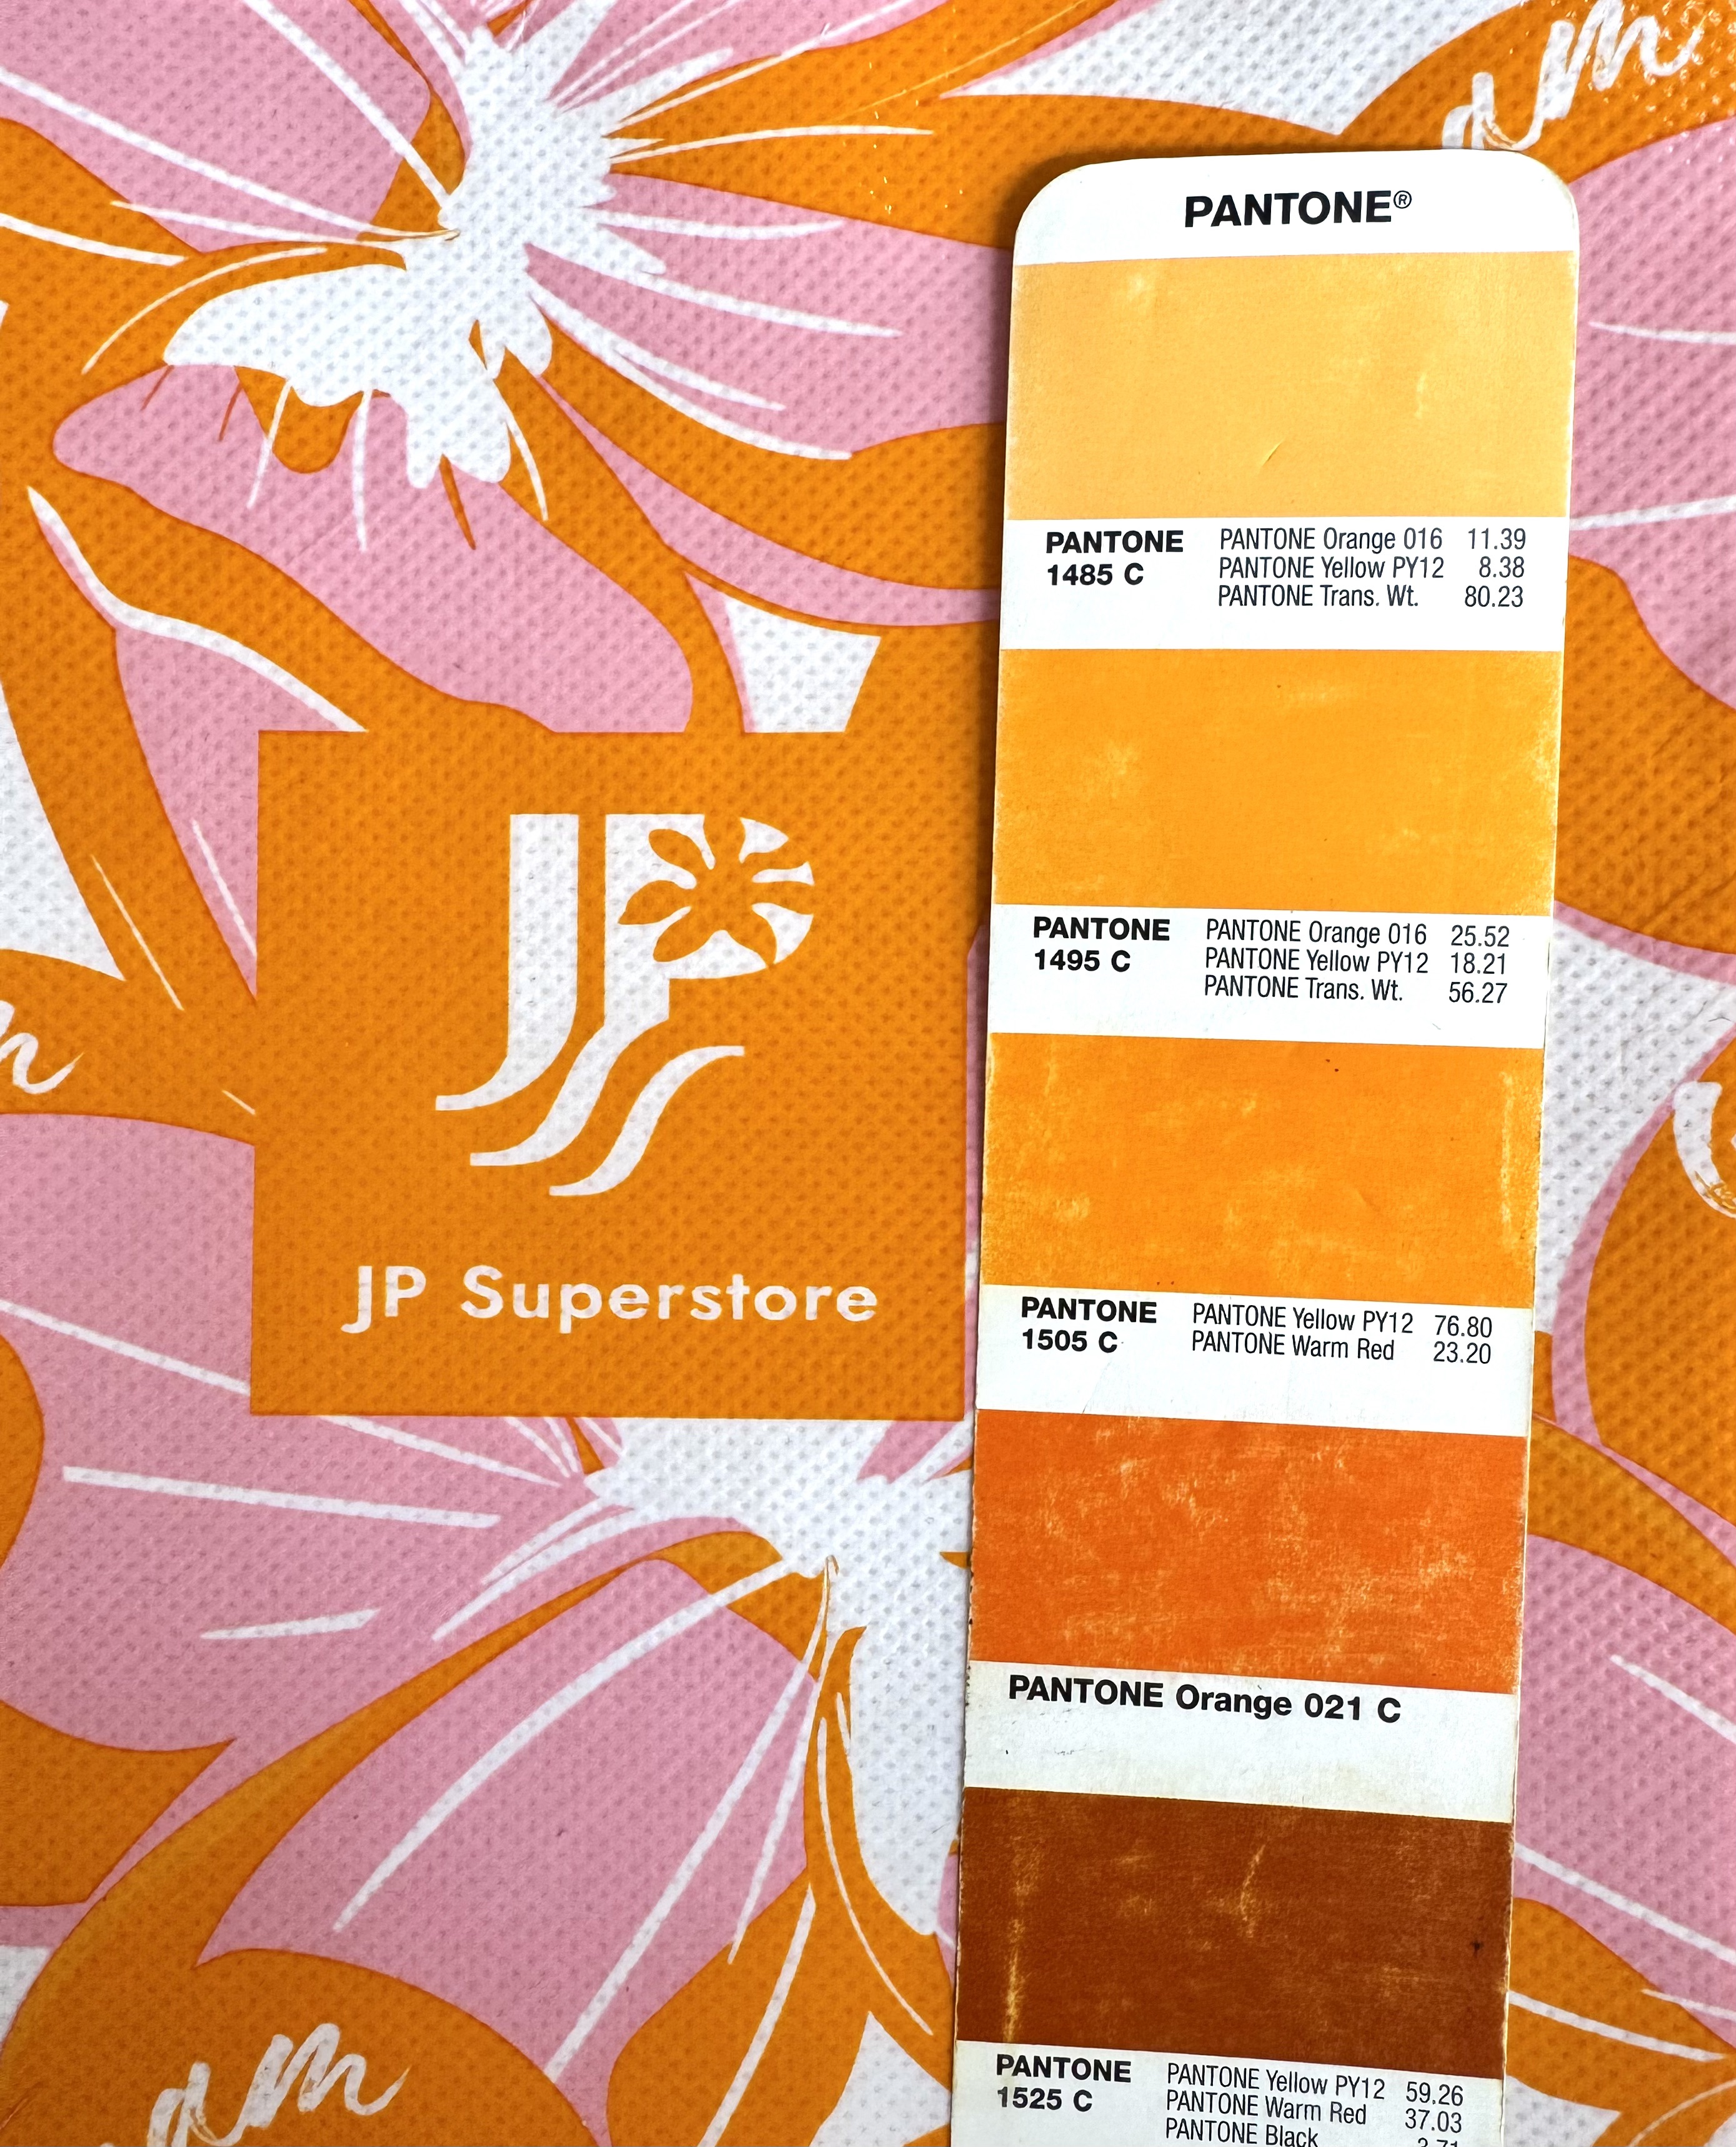 PANTONE®
PANTONE 1485 C
PANTONE Orange 016 11.39
PANTONE Yellow PY12 8.38
PANTONE Trans. Wt. 80.23
PANTONE 1495 C
PANTONE Orange 016 25.52
PANTONE Yellow PY12 18.21
PANTONE Trans. Wt. 56.27
PANTONE 1505 C
PANTONE Yellow PY12 76.80
PANTONE Warm Red 23.20
PANTONE Orange 021 C
PANTONE 1525 C
PANTONE Yellow PY12 59.26
PANTONE Warm Red 37.03
PANTONE Black
JP
JP Superstore